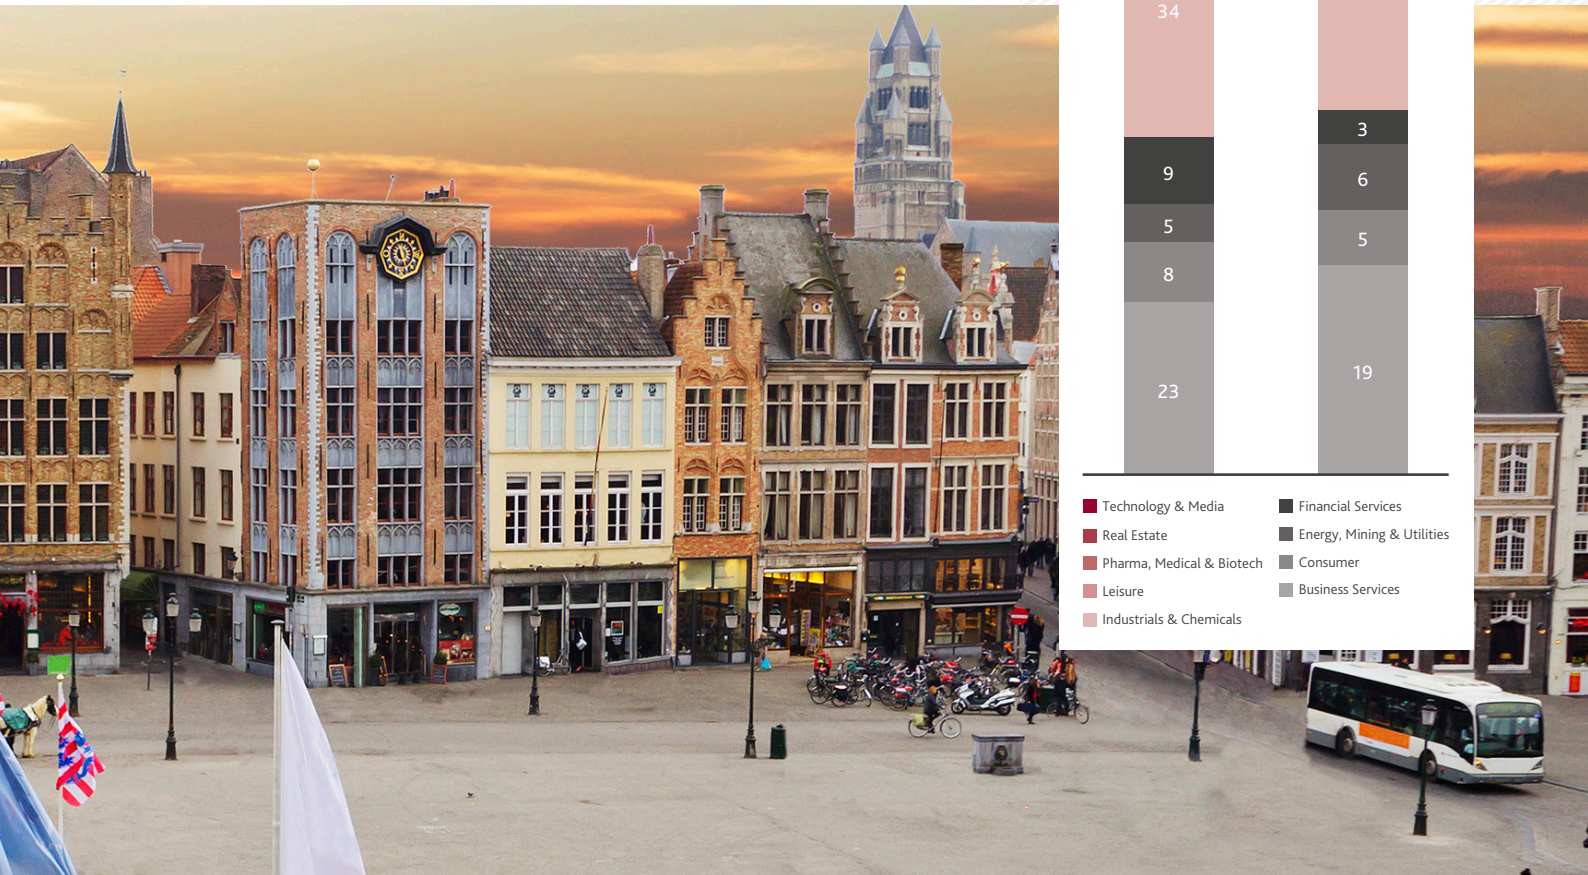 34
3
9
6
5
5
8
19
23
Technology & Media
Real Estate
Pharma, Medical & Biotech
Leisure
Industrials & Chemicals
Financial Services
Energy, Mining & Utilities
Consumer
Business Services